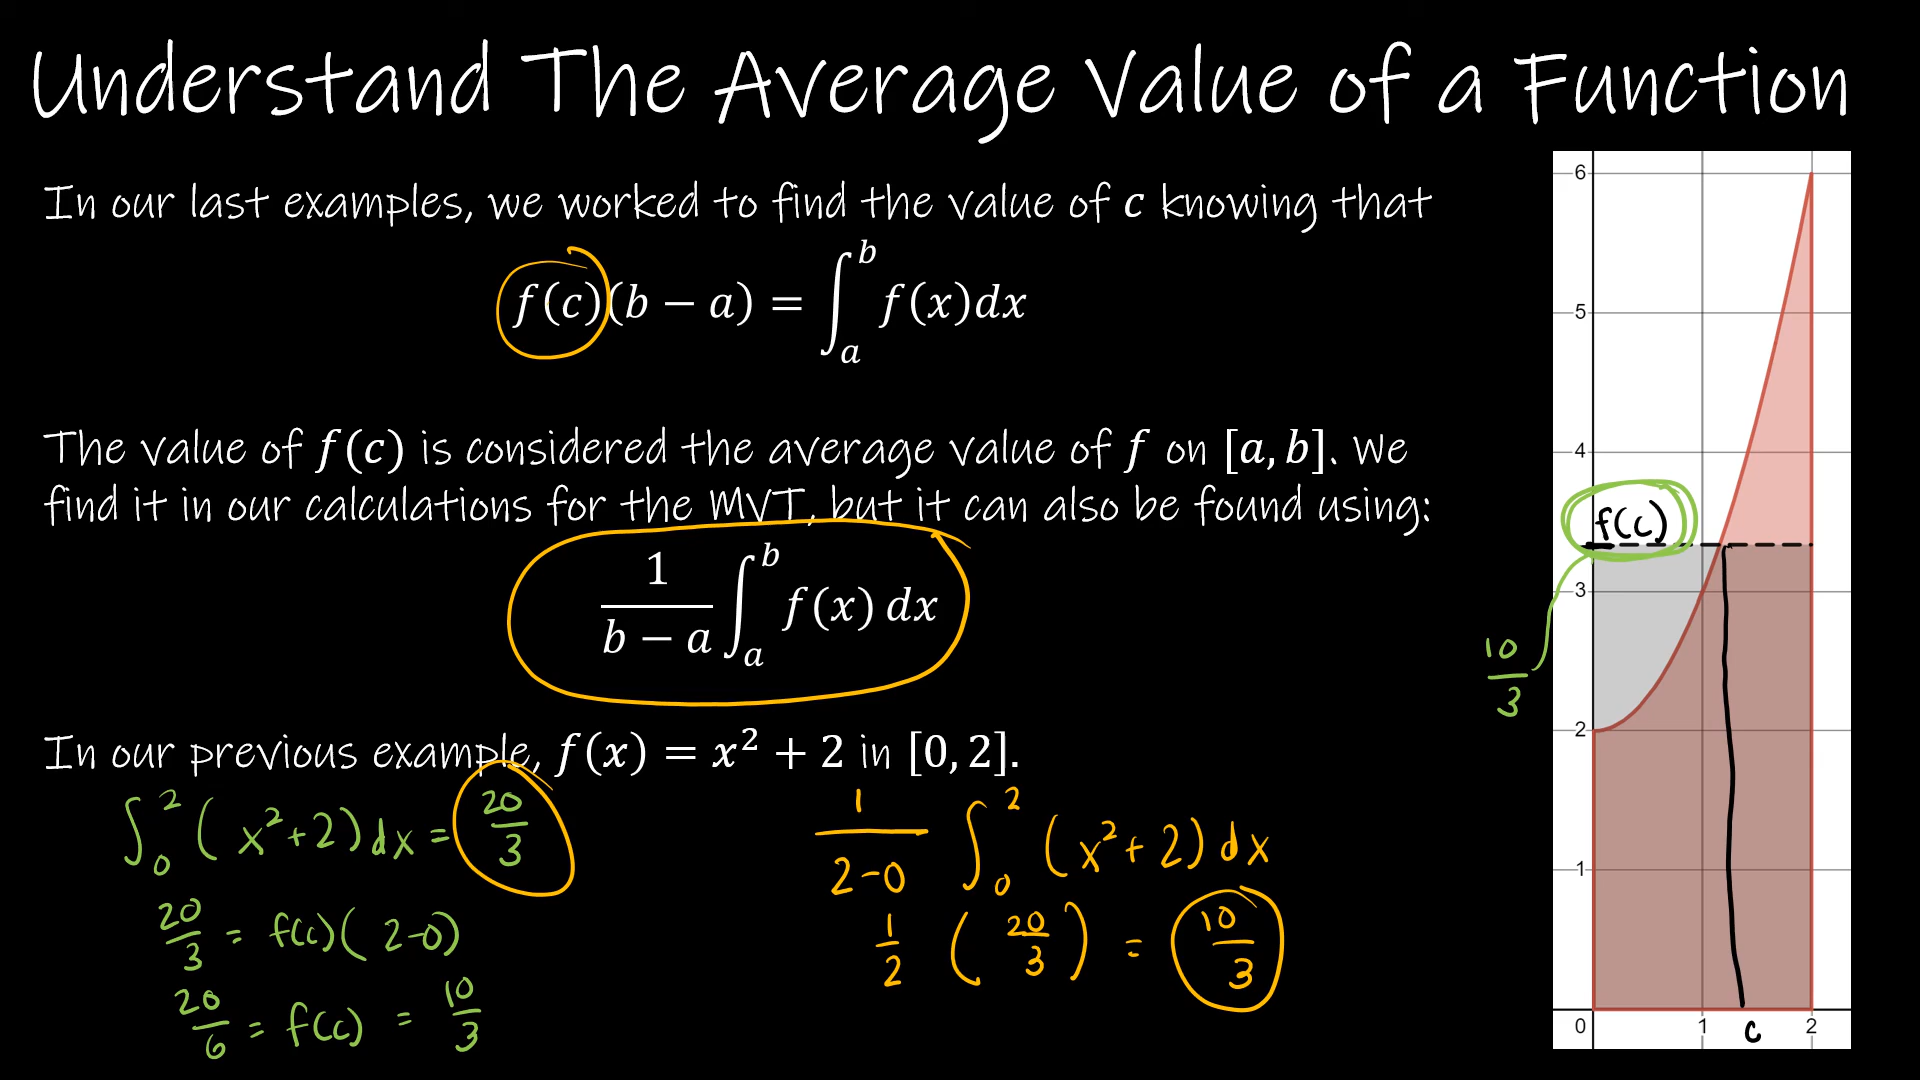 Understand The Average Value of a Function
In our last examples, we worked to find the value of c knowing that
f(c)(b − a) = ∫_a^b f(x)dx
The value of f(c) is considered the average value of f on [a, b]. We
find it in our calculations for the MVT, but it can also be found using:
1/(b − a) ∫_a^b f(x) dx
In our previous example, f(x) = x² + 2 in [0, 2].
∫_0^2 (x²+2)dx = 20/3
20/3 = f(c)(2-0)
20/6 = f(c) = 10/3
1/(2-0) ∫_0^2 (x²+2)dx
1/2 (20/3) = 10/3
6
5
4
f(c)
3
10/3
2
1
0 1 c 2